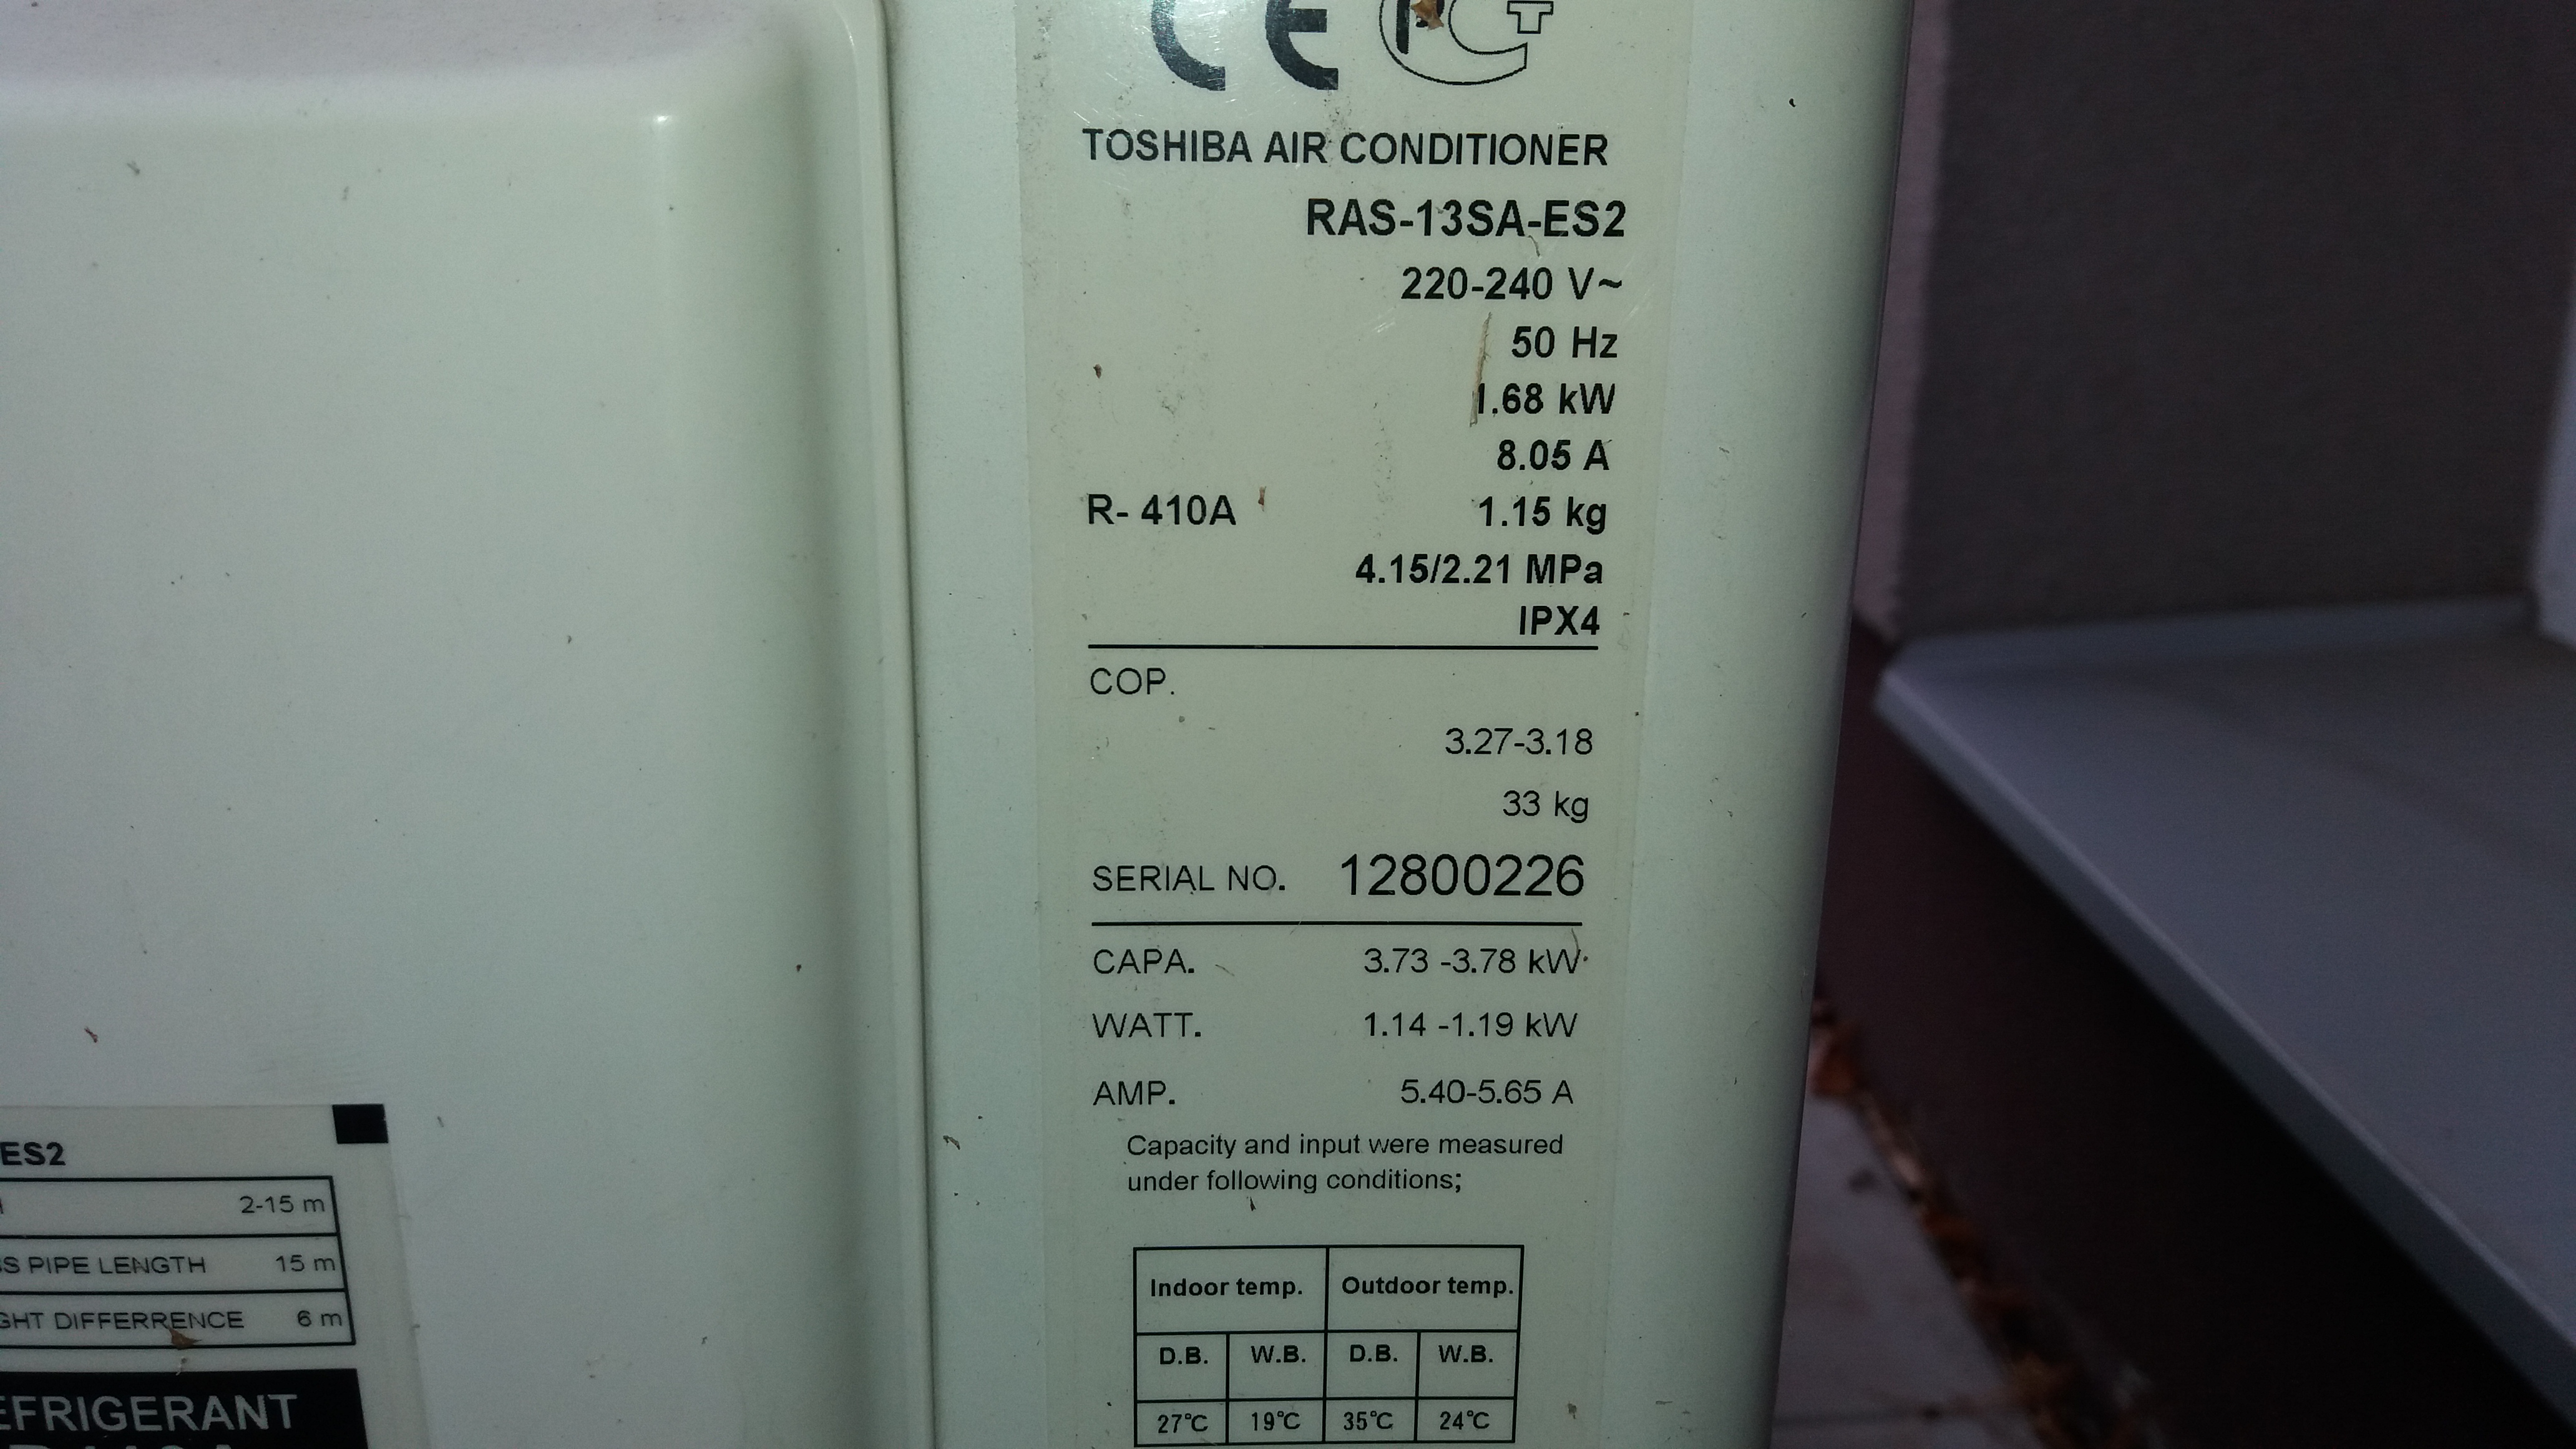 CE PCT
TOSHIBA AIR CONDITIONER
RAS-13SA-ES2
220-240 V~
50 Hz
1.68 kW
8.05 A
R- 410A 1.15 kg
4.15/2.21 MPa
IPX4
COP.
3.27-3.18
33 kg
SERIAL NO. 12800226
CAPA. 3.73 -3.78 kW
WATT. 1.14 -1.19 kW
AMP. 5.40-5.65 A
Capacity and input were measured
under following conditions;
Indoor temp. Outdoor temp.
D.B. W.B. D.B. W.B.
27°C 19°C 35°C 24°C
ES2
2-15 m
PIPE LENGTH 15 m
DIFFERRENCE 6 m
EFRIGERANT